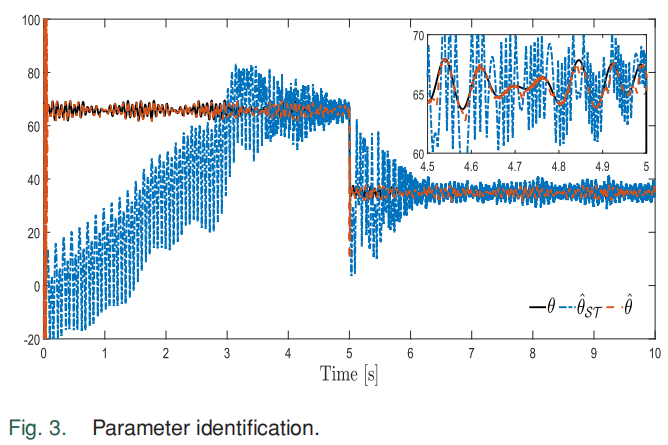 100
80
60
40
20
0
-20
0 1 2 3 4 5 6 7 8 9 10
Time [s]
70
65
60
4.5 4.6 4.7 4.8 4.9 5
θ θ̂_ST θ̂
Fig. 3. Parameter identification.